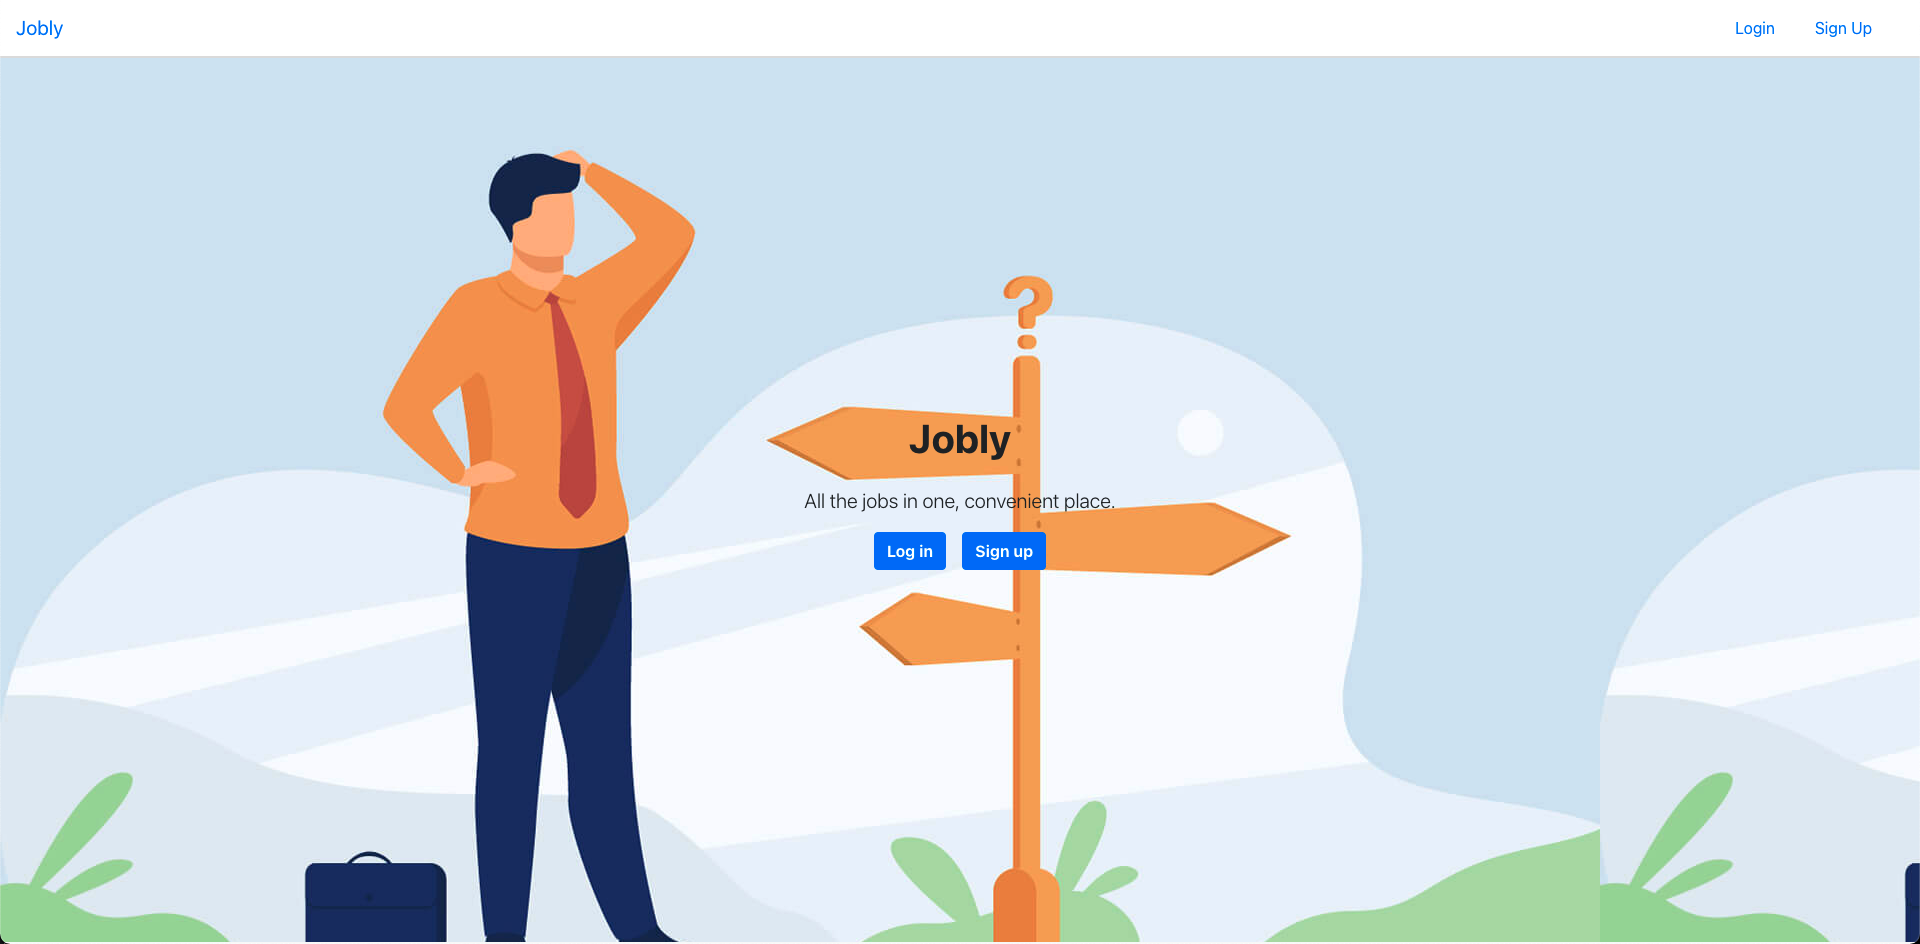 Jobly
Login
Sign Up
?
Jobly
All the jobs in one, convenient place.
Log in
Sign up